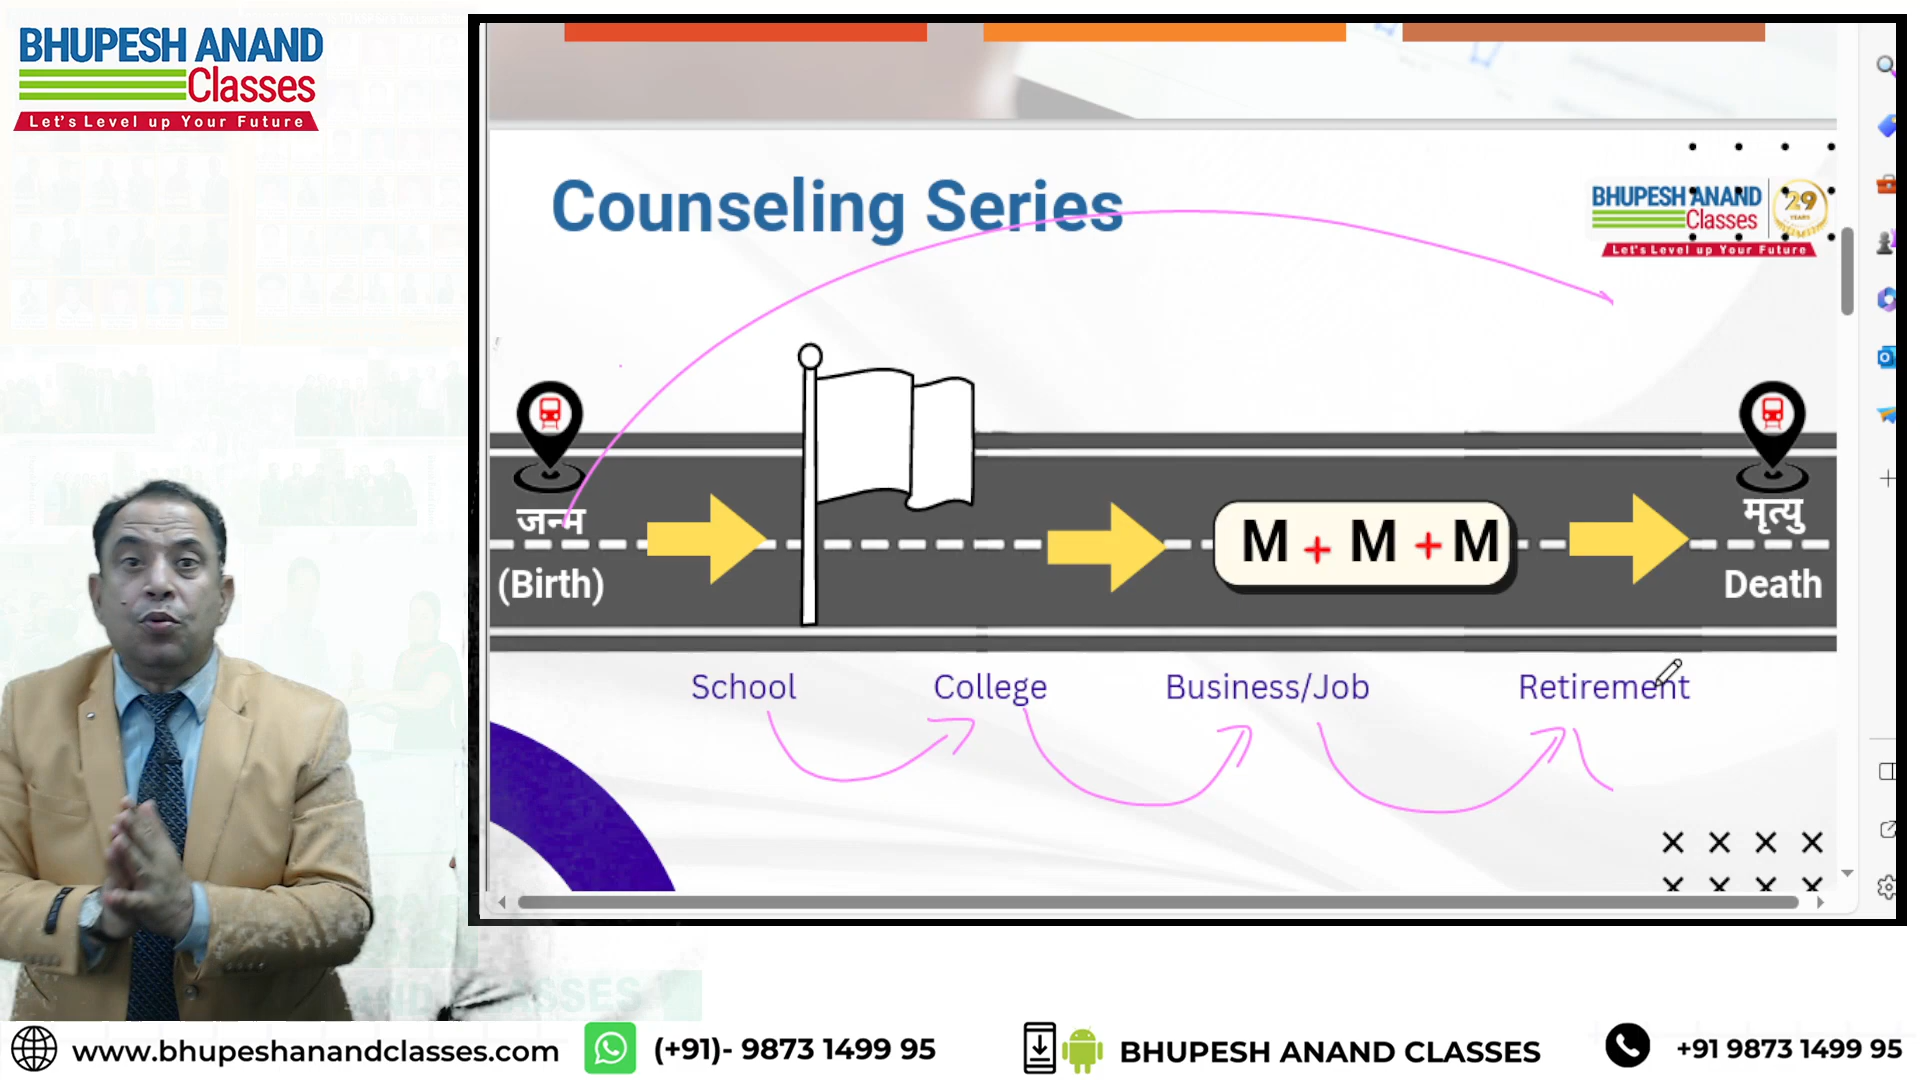 BHUPESH ANAND
Classes
Let's Level up Your Future
Counseling Series
BHUPESH ANAND
Classes
29
YEARS
Let's Level up Your Future
जन्म
(Birth)
M + M + M
मृत्यु
Death
School
College
Business/Job
Retirement
ASSES
www.bhupeshanandclasses.com
(+91)- 9873 1499 95
BHUPESH ANAND CLASSES
+91 9873 1499 95